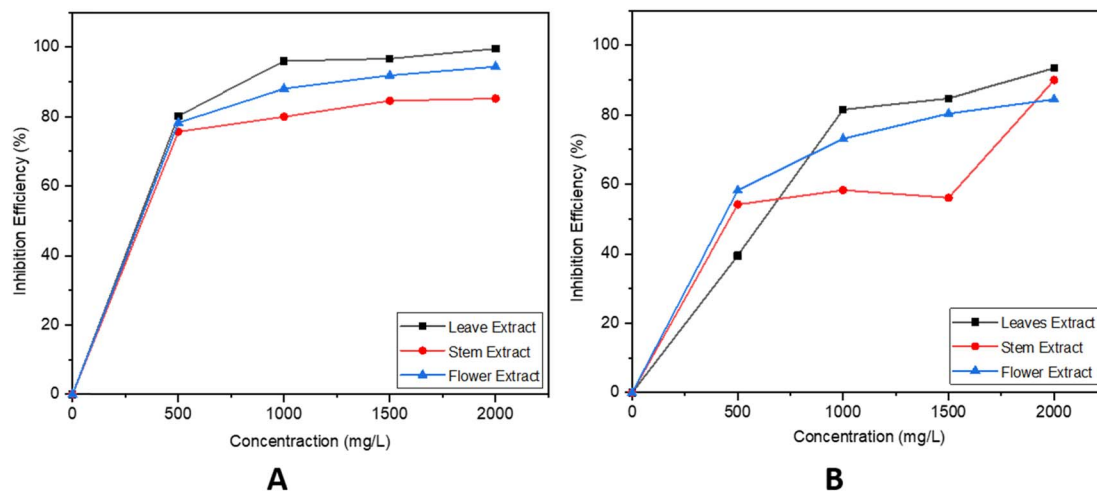 100
80
60
40
20
0
0
500
1000
1500
2000
Inhibition Efficiency (%)
Concentraction (mg/L)
Leave Extract
Stem Extract
Flower Extract
A
100
80
60
40
20
0
0
500
1000
1500
2000
Inhibition Efficiency (%)
Concentration (mg/L)
Leaves Extract
Stem Extract
Flower Extract
B